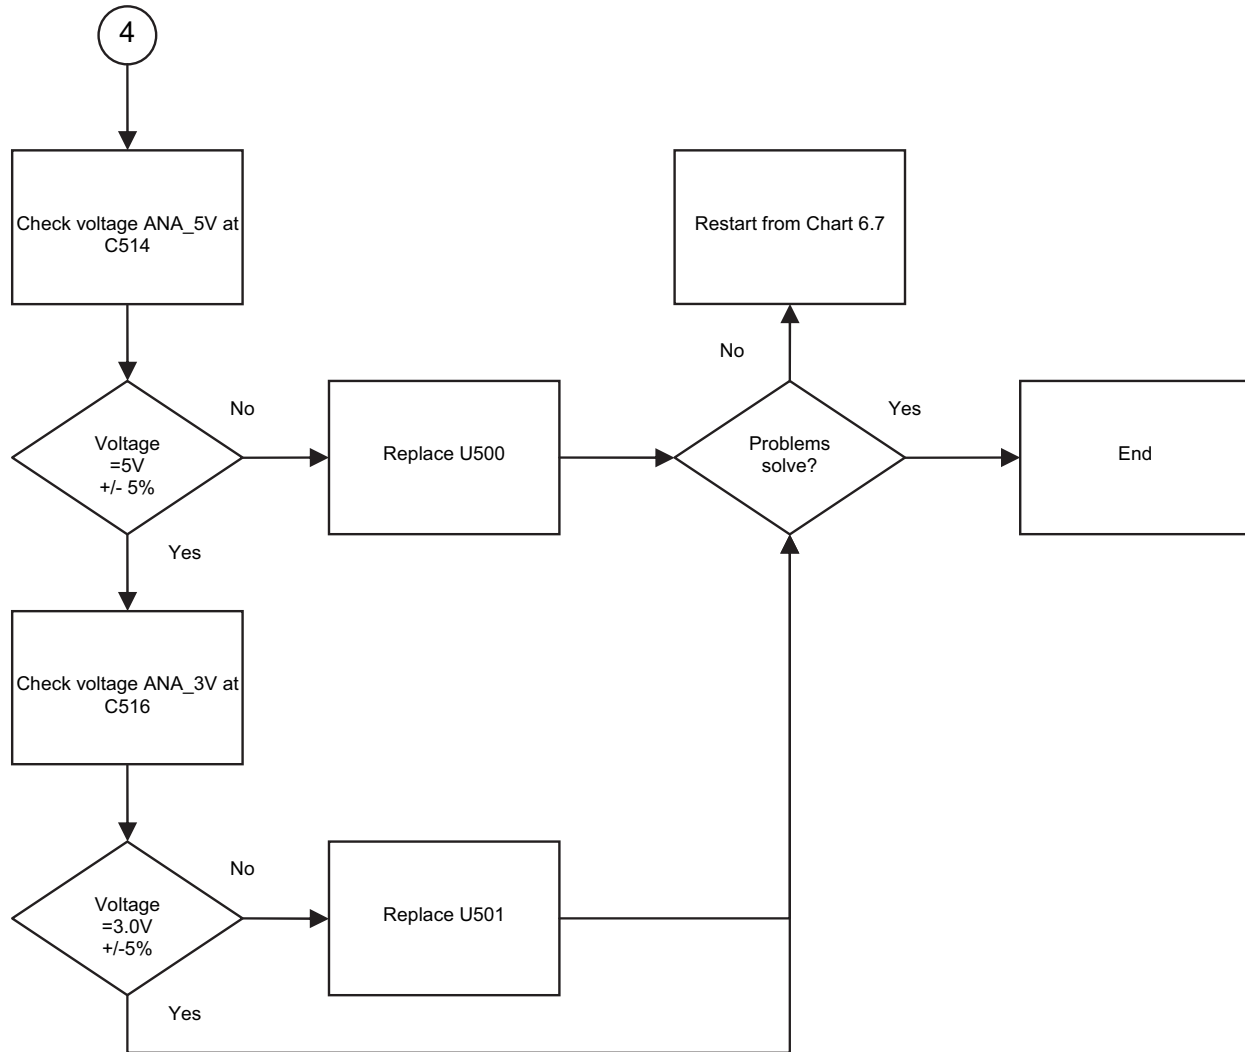 4
Check voltage ANA_5V at
C514
Restart from Chart 6.7
No
No
Yes
Voltage
=5V
+/- 5%
Replace U500
Problems
solve?
End
Yes
Check voltage ANA_3V at
C516
No
Voltage
=3.0V
+/-5%
Replace U501
Yes